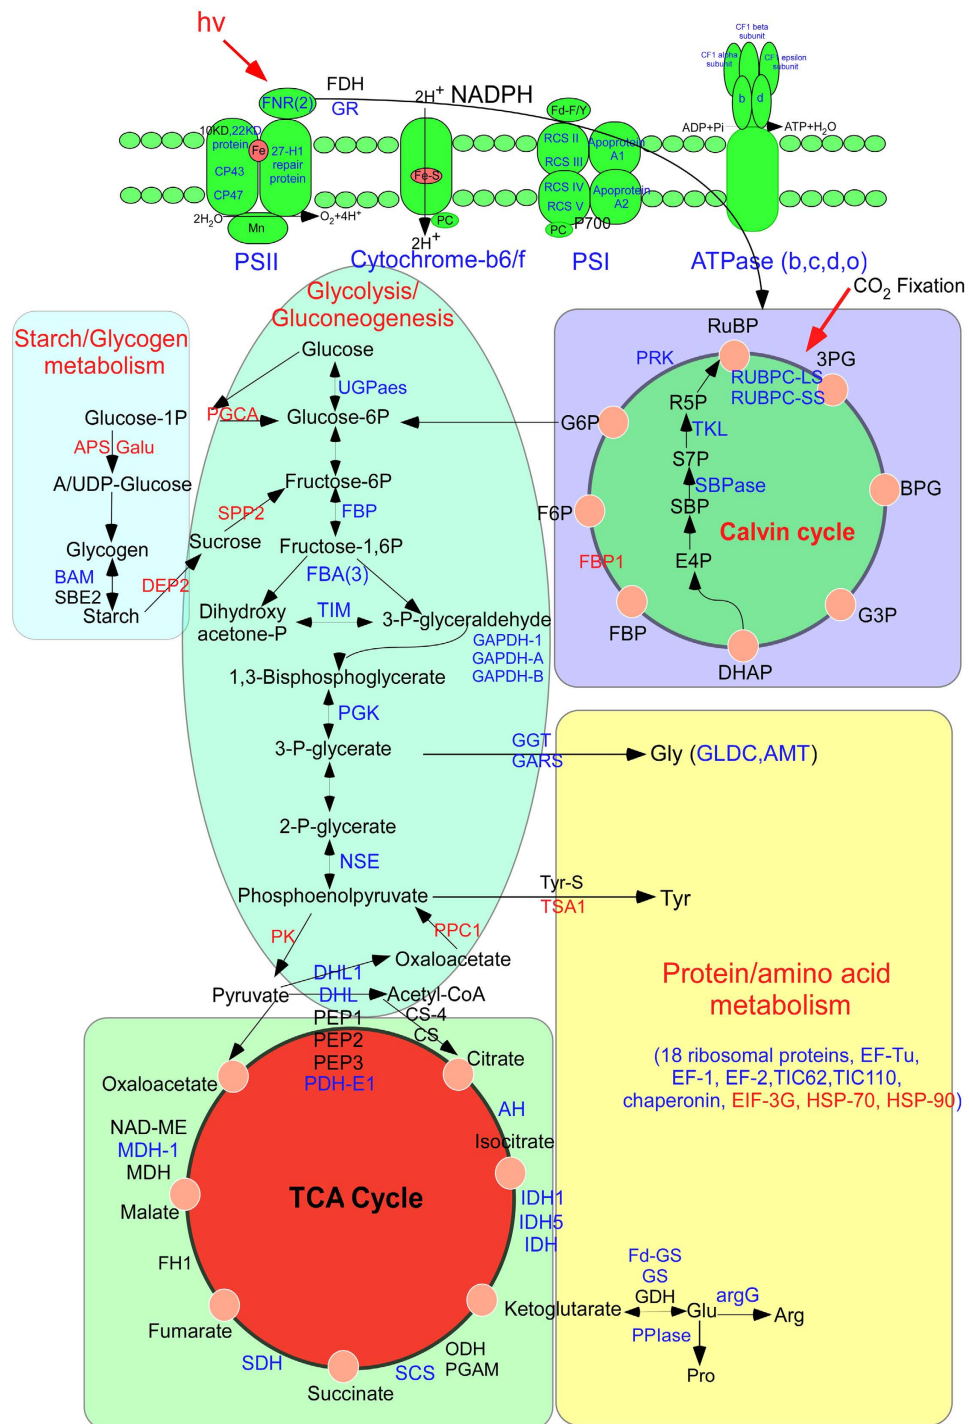 hv
FDH
GR
2H+ NADPH
FNR(2)
Fd-F/Y
CF1 beta
subunit
CF1 alpha
subunit
CF1 epsilon
subunit
b
d
ADP+Pi
ATP+H2O
10KD,22KD
protein
Fe
27-H1
repair
protein
CP43
CP47
Fe-S
RCS II
RCS III
RCS IV
RCS V
Apoprotein
A1
Apoprotein
A2
2H2O
O2+4H+
Mn
PC
2H+
PC
P700
PSII
Cytochrome-b6/f
PSI
ATPase (b,c,d,o)
CO2 Fixation
Starch/Glycogen
metabolism
Glucose-1P
APS Galu
A/UDP-Glucose
Glycogen
BAM
SBE2
Starch
DEP2
PGCA
Glycolysis/
Gluconeogenesis
Glucose
UGPaes
Glucose-6P
Fructose-6P
SPP2
Sucrose
FBP
Fructose-1,6P
FBA(3)
Dihydroxy
acetone-P
TIM
3-P-glyceraldehyde
GAPDH-1
GAPDH-A
GAPDH-B
1,3-Bisphosphoglycerate
PGK
3-P-glycerate
2-P-glycerate
NSE
Phosphoenolpyruvate
PK
PPC1
Oxaloacetate
DHL1
Pyruvate
DHL
Acetyl-CoA
RuBP
PRK
3PG
RUBPC-LS
RUBPC-SS
R5P
TKL
G6P
S7P
SBPase
BPG
SBP
F6P
Calvin cycle
FBP1
E4P
G3P
FBP
DHAP
GGT
GARS
Gly (GLDC,AMT)
Tyr-S
TSA1
Tyr
Protein/amino acid
metabolism
(18 ribosomal proteins, EF-Tu,
EF-1, EF-2,TIC62,TIC110,
chaperonin, EIF-3G, HSP-70, HSP-90)
PEP1
PEP2
PEP3
PDH-E1
CS-4
CS
Citrate
Oxaloacetate
AH
NAD-ME
MDH-1
MDH
Isocitrate
TCA Cycle
Malate
IDH1
IDH5
IDH
FH1
Fumarate
Ketoglutarate
Fd-GS
GS
GDH
PPIase
Glu
argG
Arg
Pro
SDH
SCS
ODH
PGAM
Succinate